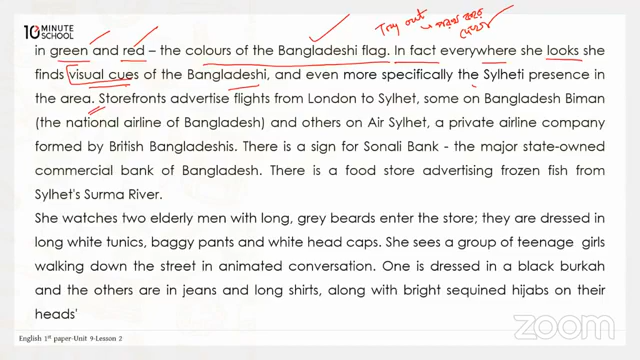 10 MINUTE
SCHOOL
Try out
পরখ করে
দেখা
in green and red – the colours of the Bangladeshi flag. In fact everywhere she looks she
finds visual cues of the Bangladeshi, and even more specifically the Sylheti presence in
the area. Storefronts advertise flights from London to Sylhet, some on Bangladesh Biman
(the national airline of Bangladesh) and others on Air Sylhet, a private airline company
formed by British Bangladeshis. There is a sign for Sonali Bank - the major state-owned
commercial bank of Bangladesh. There is a food store advertising frozen fish from
Sylhet's Surma River.
She watches two elderly men with long, grey beards enter the store; they are dressed in
long white tunics, baggy pants and white head caps. She sees a group of teenage girls
walking down the street in animated conversation. One is dressed in a black burkah
and the others are in jeans and long shirts, along with bright sequined hijabs on their
heads'
English 1st paper-Unit 9-Lesson 2
zoom